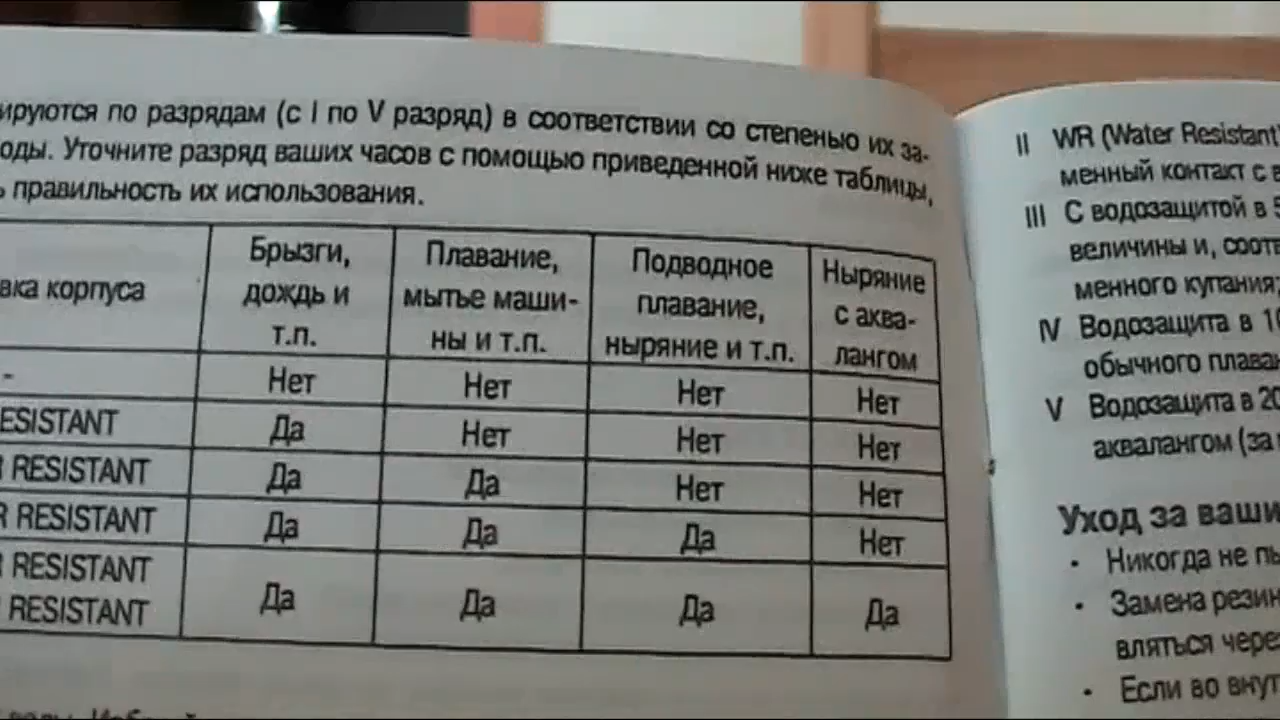 ируются по разрядам (с I по V разряд) в соответствии со степенью их за-
оды. Уточните разряд ваших часов с помощью приведенной ниже таблицы,
ь правильность их использования.
вка корпуса
Брызги,
дождь и
т.п.
Плавание,
мытье маши-
ны и т.п.
Подводное
плавание,
ныряние и т.п.
Ныряние
с аква-
лангом
- Нет Нет Нет Нет
ESISTANT Да Нет Нет Нет
R RESISTANT Да Да Нет Нет
R RESISTANT Да Да Да Нет
R RESISTANT
R RESISTANT Да Да Да Да
II WR (Water Resistant
менный контакт с в
III С водозащитой в 5
величины и, соотв
менного купания;
IV Водозащита в 10
обычного плаван
V Водозащита в 20
аквалангом (за
Уход за ваши
• Никогда не пы
• Замена резин
вляться чере
• Если во внут